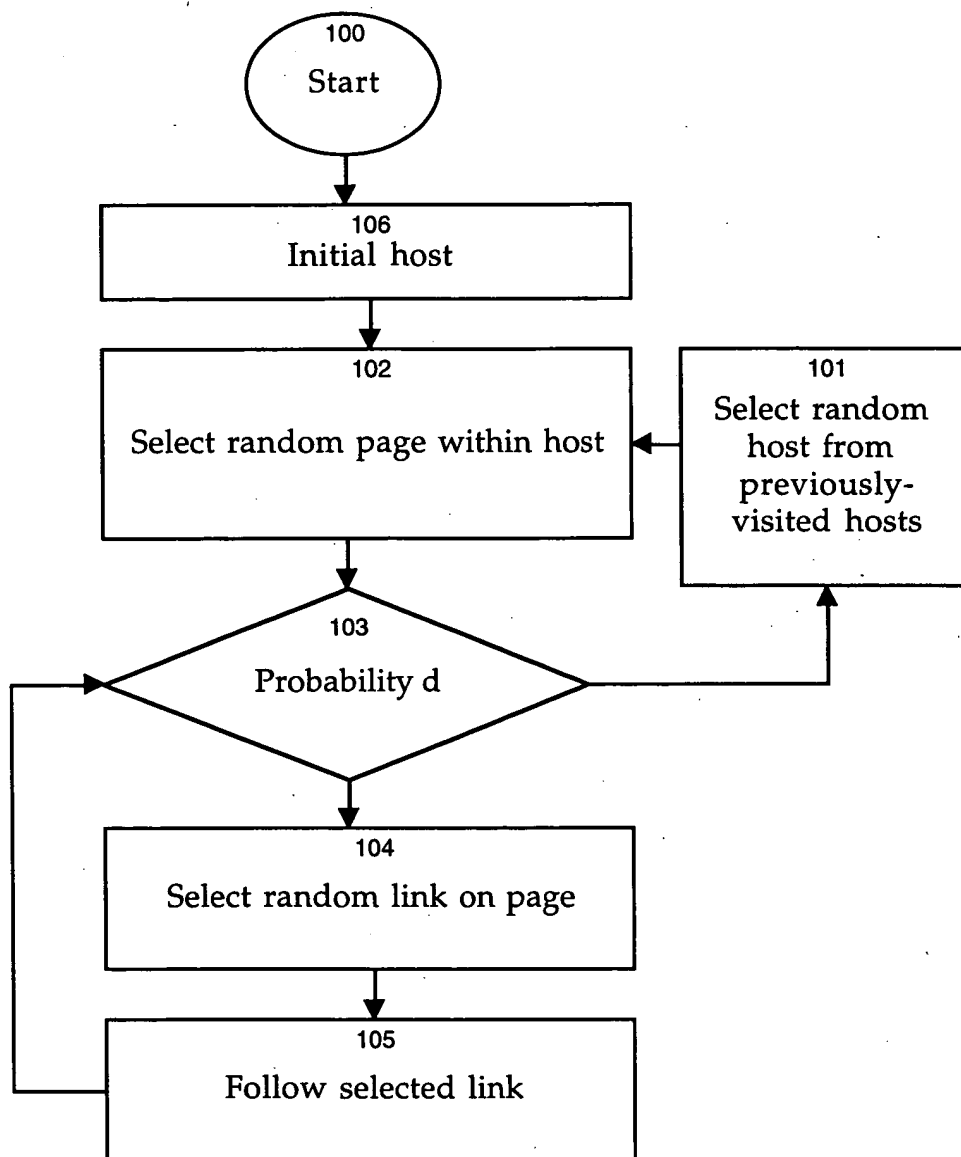 100
Start
106
Initial host
102
Select random page within host
101
Select random
host from
previously-
visited hosts
103
Probability d
104
Select random link on page
105
Follow selected link